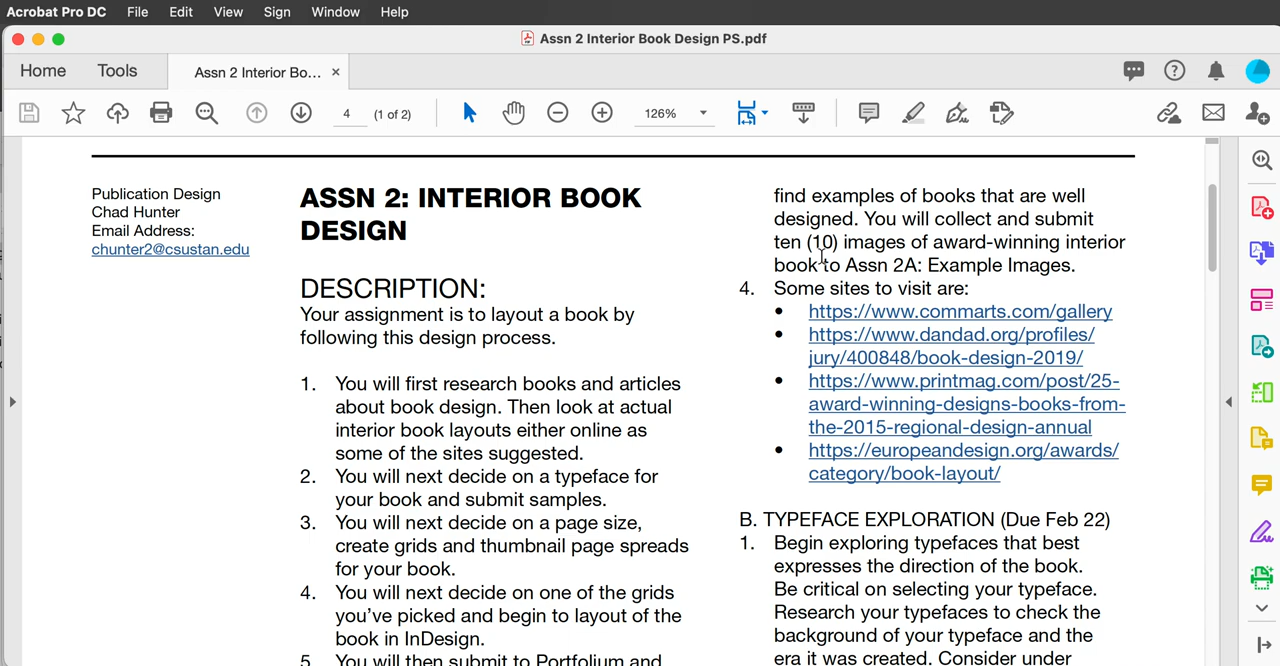 Acrobat Pro DC File Edit View Sign Window Help
Assn 2 Interior Book Design PS.pdf
Home Tools Assn 2 Interior Bo... ×
4 (1 of 2) 126%
Publication Design
Chad Hunter
Email Address:
chunter2@csustan.edu
ASSN 2: INTERIOR BOOK
DESIGN
DESCRIPTION:
Your assignment is to layout a book by
following this design process.
1. You will first research books and articles
about book design. Then look at actual
interior book layouts either online as
some of the sites suggested.
2. You will next decide on a typeface for
your book and submit samples.
3. You will next decide on a page size,
create grids and thumbnail page spreads
for your book.
4. You will next decide on one of the grids
you've picked and begin to layout of the
book in InDesign.
5. You will then submit to Portfolium and
find examples of books that are well
designed. You will collect and submit
ten (10) images of award-winning interior
book to Assn 2A: Example Images.
4. Some sites to visit are:
• https://www.commarts.com/gallery
• https://www.dandad.org/profiles/
jury/400848/book-design-2019/
• https://www.printmag.com/post/25-
award-winning-designs-books-from-
the-2015-regional-design-annual
• https://europeandesign.org/awards/
category/book-layout/
B. TYPEFACE EXPLORATION (Due Feb 22)
1. Begin exploring typefaces that best
expresses the direction of the book.
Be critical on selecting your typeface.
Research your typefaces to check the
background of your typeface and the
era it was created. Consider under